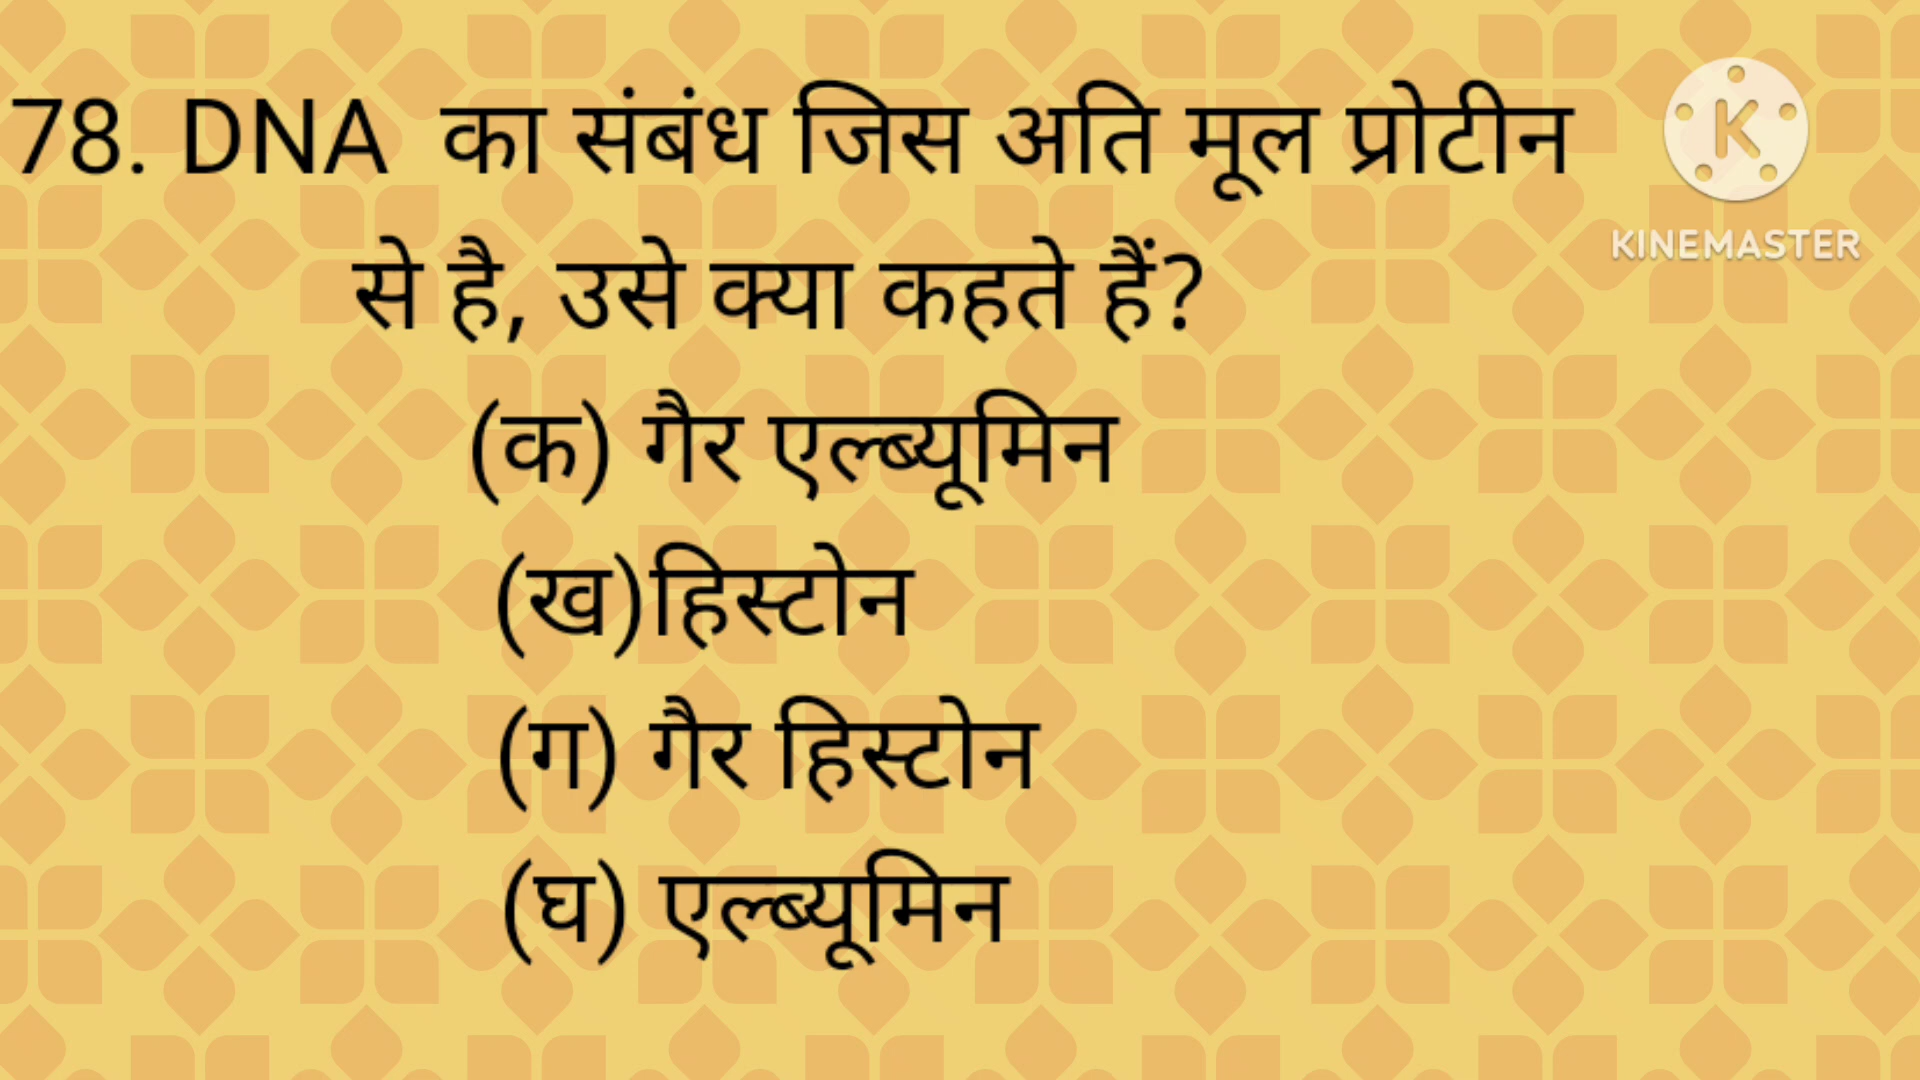 78. DNA का संबंध जिस अति मूल प्रोटीन
से है, उसे क्या कहते हैं?
(क) गैर एल्ब्यूमिन
(ख)हिस्टोन
(ग) गैर हिस्टोन
(घ) एल्ब्यूमिन
K
KINEMASTER